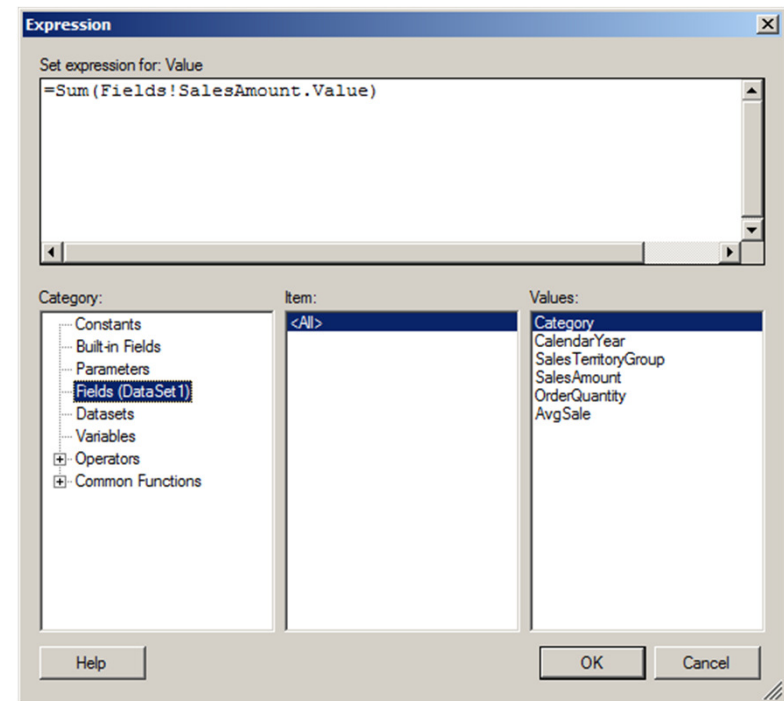 Expression
Set expression for: Value
=Sum(Fields!SalesAmount.Value)
Category:
Constants
Built-in Fields
Parameters
Fields (DataSet1)
Datasets
Variables
Operators
Common Functions
Item:
<All>
Values:
Category
CalendarYear
SalesTerritoryGroup
SalesAmount
OrderQuantity
AvgSale
Help
OK
Cancel